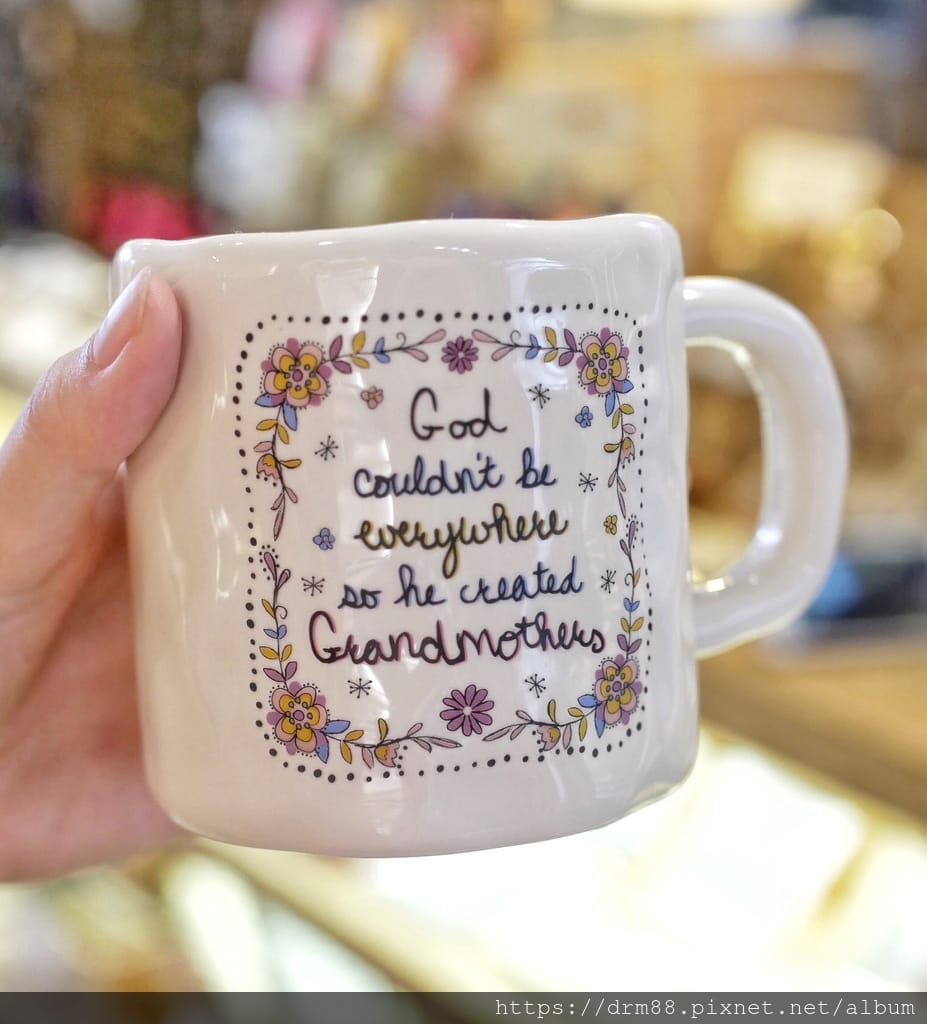 God
couldn't be
everywhere
so he created
Grandmothers
https://drm88.pixnet.net/album